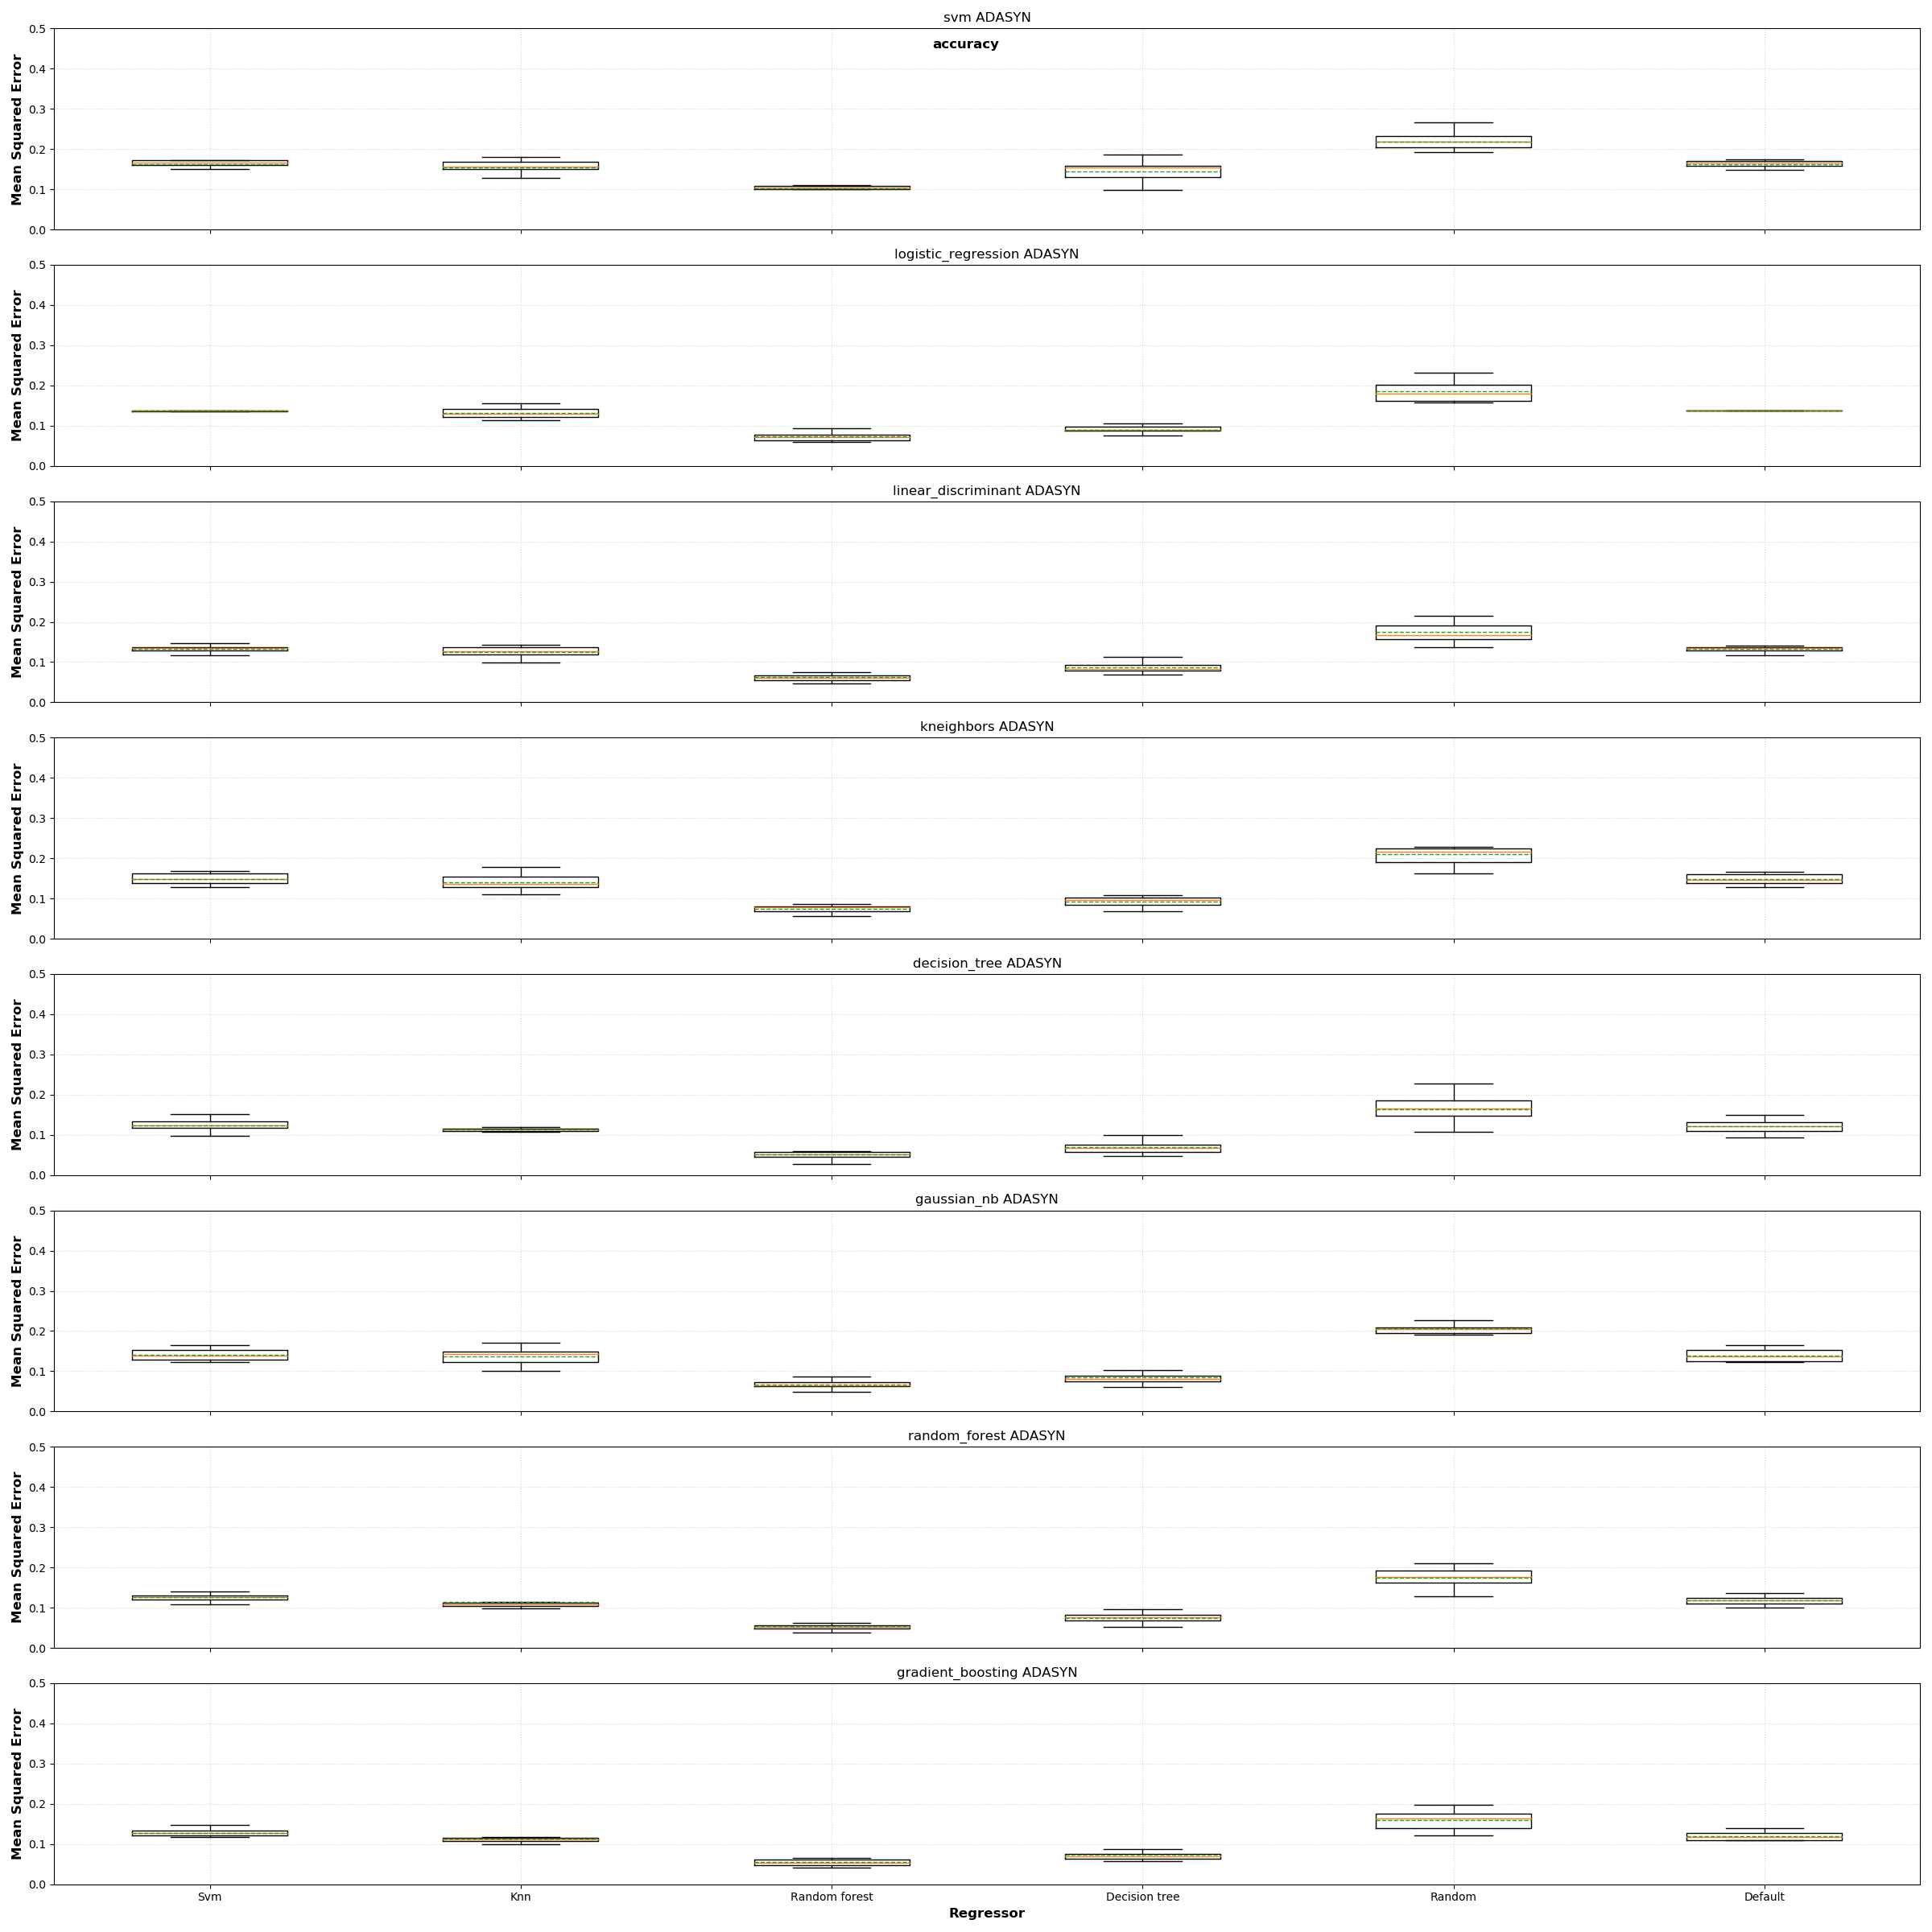 svm ADASYN
accuracy
Mean Squared Error
0.5
0.4
0.3
0.2
0.1
0.0
logistic_regression ADASYN
Mean Squared Error
0.5
0.4
0.3
0.2
0.1
0.0
linear_discriminant ADASYN
Mean Squared Error
0.5
0.4
0.3
0.2
0.1
0.0
kneighbors ADASYN
Mean Squared Error
0.5
0.4
0.3
0.2
0.1
0.0
decision_tree ADASYN
Mean Squared Error
0.5
0.4
0.3
0.2
0.1
0.0
gaussian_nb ADASYN
Mean Squared Error
0.5
0.4
0.3
0.2
0.1
0.0
random_forest ADASYN
Mean Squared Error
0.5
0.4
0.3
0.2
0.1
0.0
gradient_boosting ADASYN
Mean Squared Error
0.5
0.4
0.3
0.2
0.1
0.0
Svm Knn Random forest Decision tree Random Default
Regressor